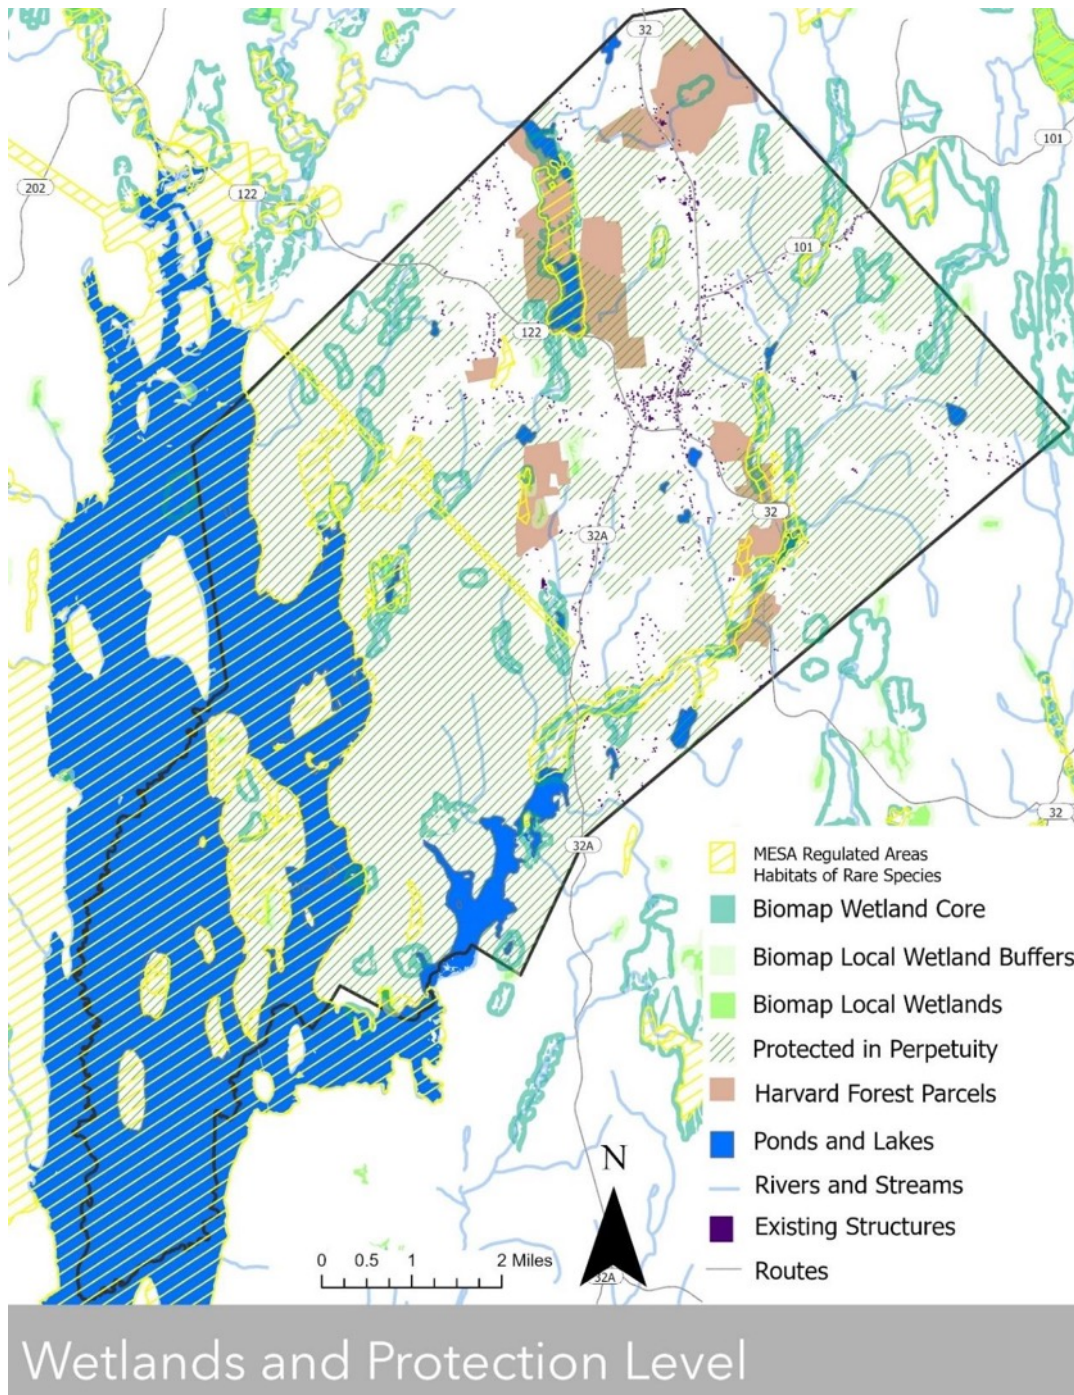 32
101
202
122
101
122
32
32A
32
32A
MESA Regulated Areas
Habitats of Rare Species
Biomap Wetland Core
Biomap Local Wetland Buffers
Biomap Local Wetlands
Protected in Perpetuity
Harvard Forest Parcels
Ponds and Lakes
N
Rivers and Streams
Existing Structures
0 0.5 1 2 Miles
Routes
32A
Wetlands and Protection Level